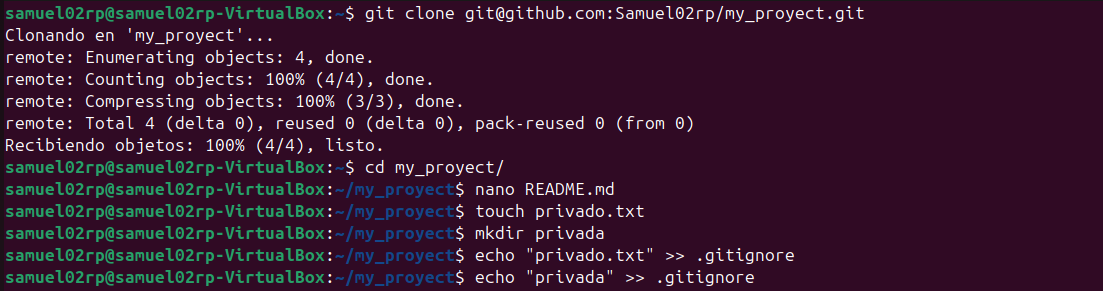 samuel02rp@samuel02rp-VirtualBox:~$ git clone git@github.com:Samuel02rp/my_proyect.git
Clonando en 'my_proyect'...
remote: Enumerating objects: 4, done.
remote: Counting objects: 100% (4/4), done.
remote: Compressing objects: 100% (3/3), done.
remote: Total 4 (delta 0), reused 0 (delta 0), pack-reused 0 (from 0)
Recibiendo objetos: 100% (4/4), listo.
samuel02rp@samuel02rp-VirtualBox:~$ cd my_proyect/
samuel02rp@samuel02rp-VirtualBox:~/my_proyect$ nano README.md
samuel02rp@samuel02rp-VirtualBox:~/my_proyect$ touch privado.txt
samuel02rp@samuel02rp-VirtualBox:~/my_proyect$ mkdir privada
samuel02rp@samuel02rp-VirtualBox:~/my_proyect$ echo "privado.txt" >> .gitignore
samuel02rp@samuel02rp-VirtualBox:~/my_proyect$ echo "privada" >> .gitignore